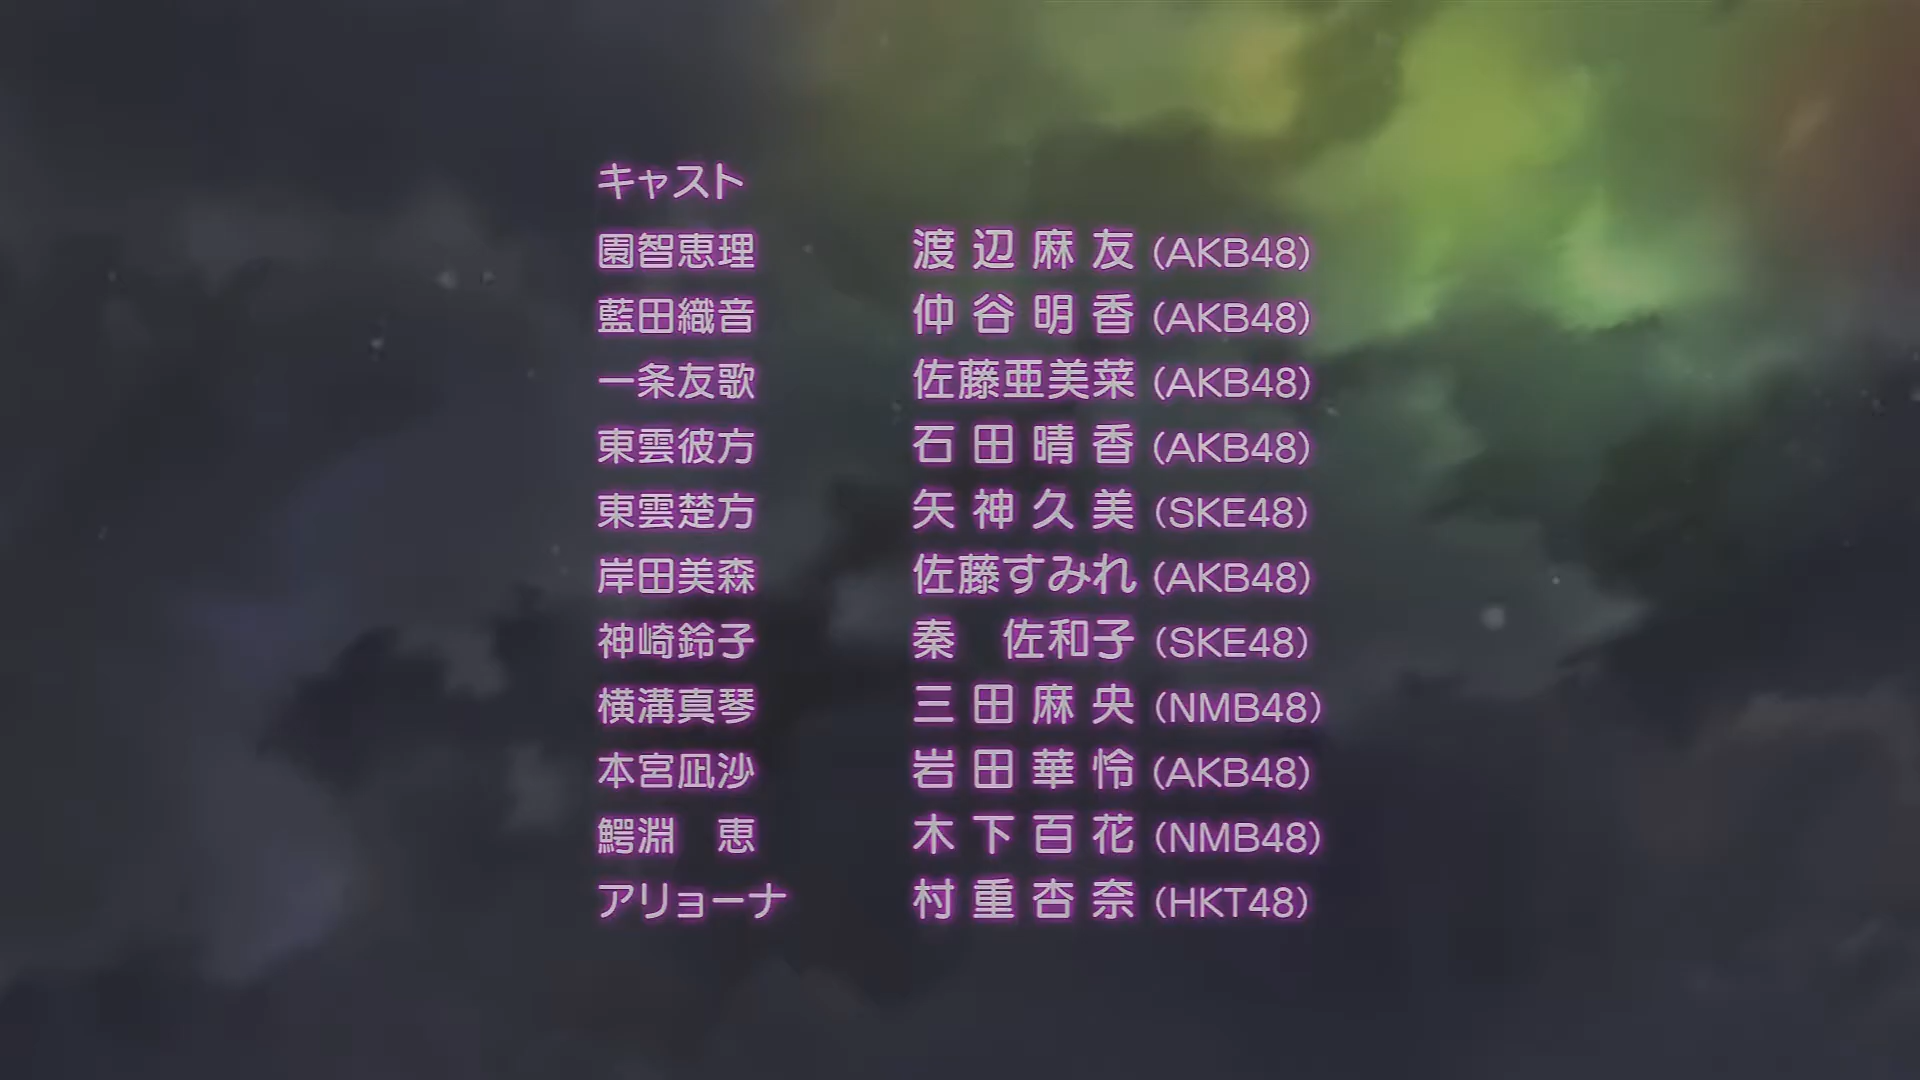 キャスト
園智恵理 渡辺麻友 (AKB48)
藍田織音 仲谷明香 (AKB48)
一条友歌 佐藤亜美菜 (AKB48)
東雲彼方 石田晴香 (AKB48)
東雲楚方 矢神久美 (SKE48)
岸田美森 佐藤すみれ (AKB48)
神崎鈴子 秦 佐和子 (SKE48)
横溝真琴 三田麻央 (NMB48)
本宮凪沙 岩田華怜 (AKB48)
鰐淵 恵 木下百花 (NMB48)
アリョーナ 村重杏奈 (HKT48)